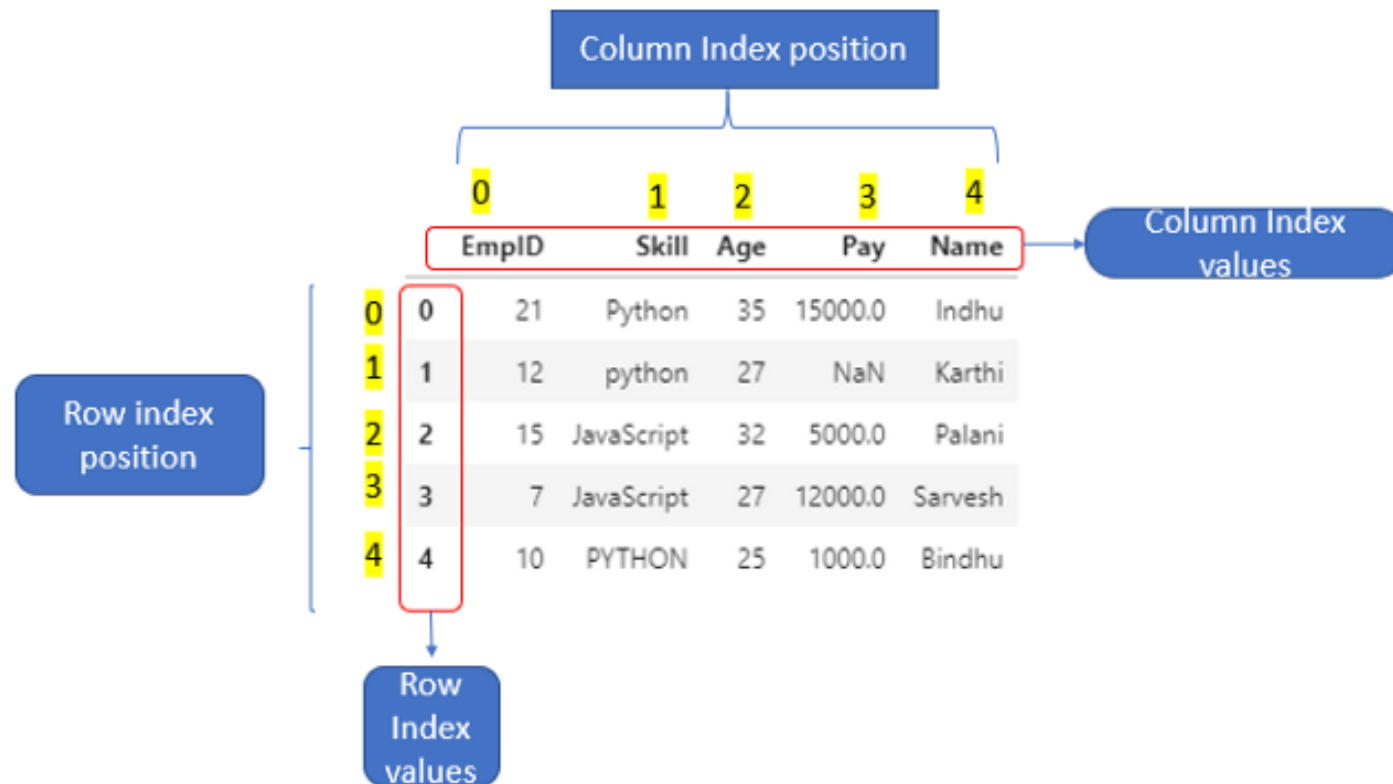 Column Index position
0 1 2 3 4
EmpID Skill Age Pay Name
Column Index
values
0 0 21 Python 35 15000.0 Indhu
1 1 12 python 27 NaN Karthi
Row index
position
2 2 15 JavaScript 32 5000.0 Palani
3 3 7 JavaScript 27 12000.0 Sarvesh
4 4 10 PYTHON 25 1000.0 Bindhu
Row
Index
values